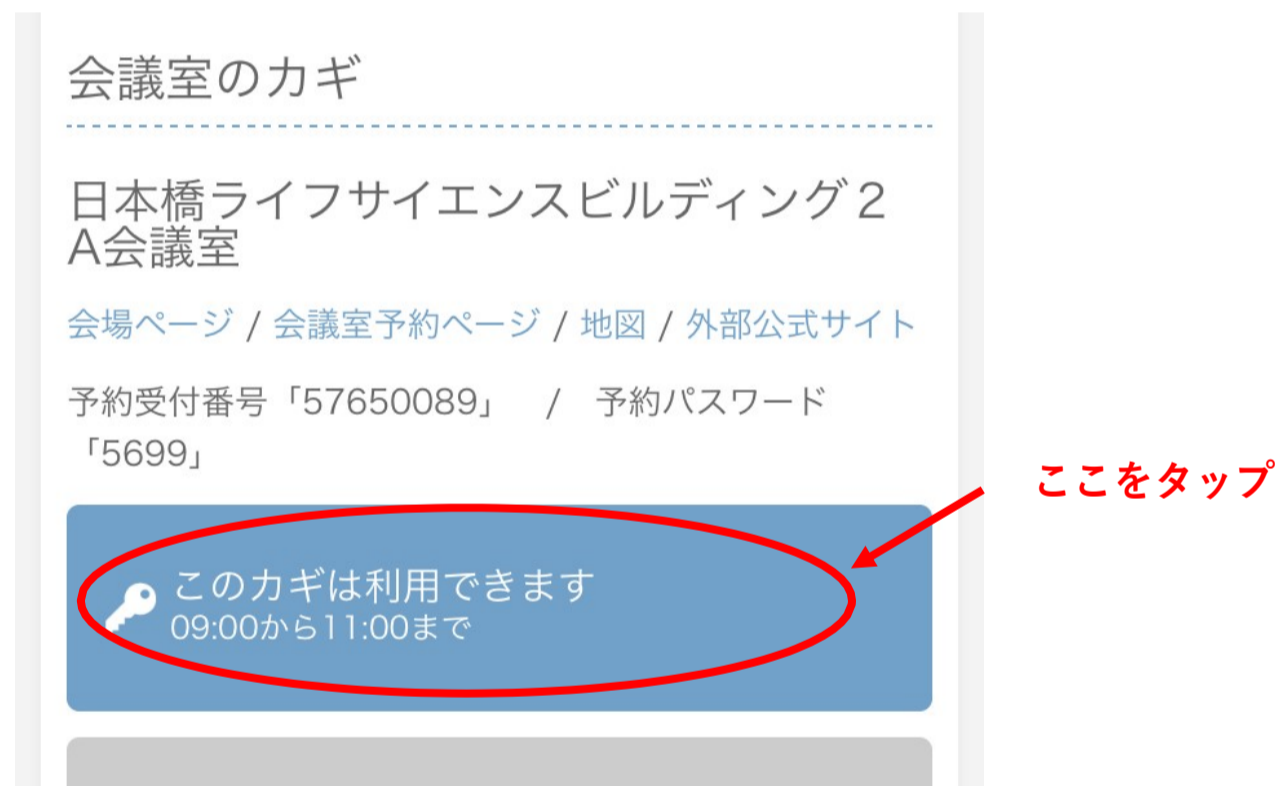 会議室のカギ
日本橋ライフサイエンスビルディング２
A会議室
会場ページ / 会議室予約ページ / 地図 / 外部公式サイト
予約受付番号「57650089」 / 予約パスワード
「5699」
ここをタップ
このカギは利用できます
09:00から11:00まで